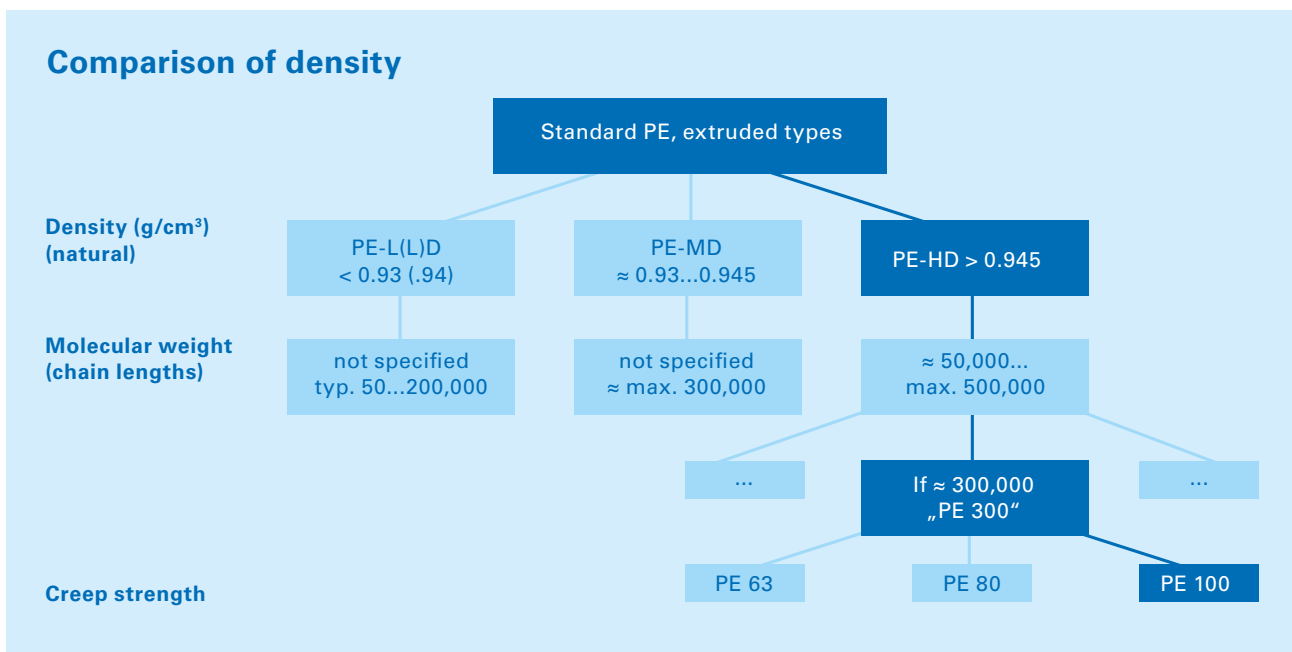 Comparison of density
Standard PE, extruded types
Density (g/cm³)
(natural)
PE-L(L)D
< 0.93 (.94)
PE-MD
≈ 0.93...0.945
PE-HD > 0.945
Molecular weight
(chain lengths)
not specified
typ. 50...200,000
not specified
≈ max. 300,000
≈ 50,000...
max. 500,000
...
If ≈ 300,000
„PE 300“
...
Creep strength
PE 63
PE 80
PE 100